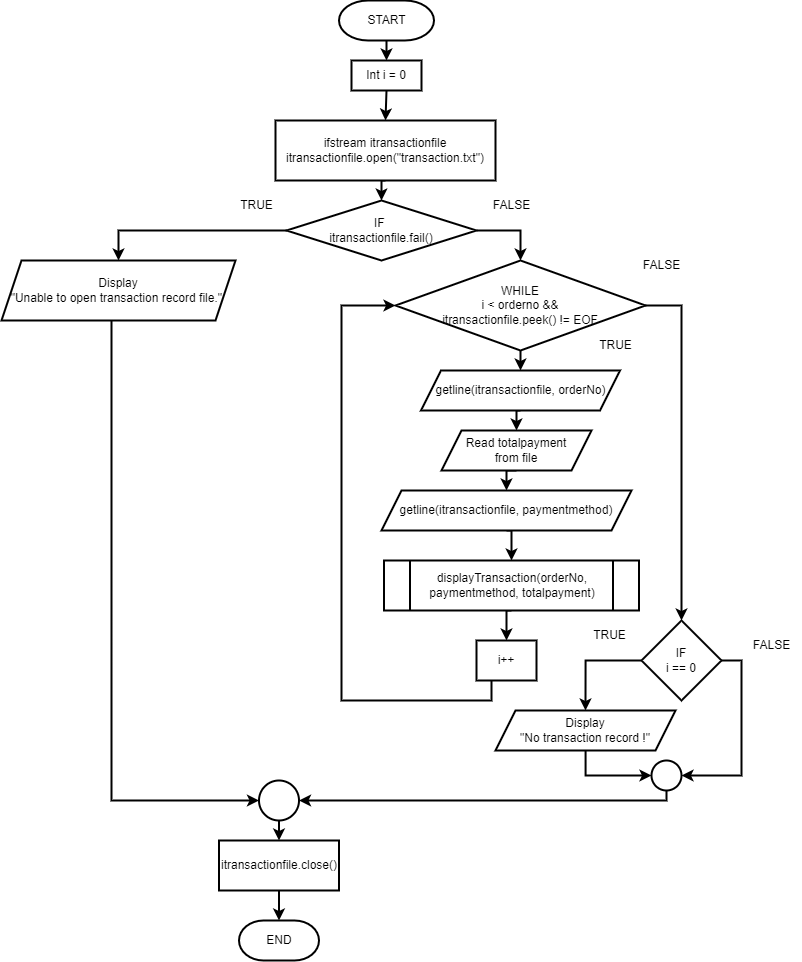 START
Int i = 0
ifstream itransactionfile
itransactionfile.open("transaction.txt")
TRUE
FALSE
IF
itransactionfile.fail()
Display
"Unable to open transaction record file."
FALSE
WHILE
i < orderno &&
itransactionfile.peek() != EOF
TRUE
getline(itransactionfile, orderNo)
Read totalpayment
from file
getline(itransactionfile, paymentmethod)
displayTransaction(orderNo,
paymentmethod, totalpayment)
i++
TRUE
FALSE
IF
i == 0
Display
"No transaction record !"
itransactionfile.close()
END